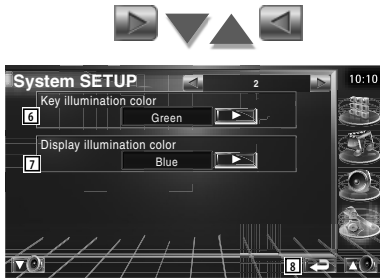 System SETUP
2
10:10
Key illumination color
6
Green
Display illumination color
7
Blue
8